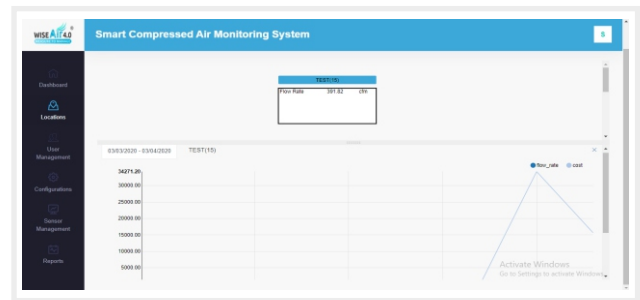 WISE Air 4.0
Smart Compressed Air Monitoring System
S
Dashboard
Locations
User
Management
Configurations
Sensor
Management
Reports
TEST(15)
Flow Rate 391.82 cfm
03/03/2020 - 03/04/2020 TEST(15) ×
flow_rate cost
34271.20
30000.00
25000.00
20000.00
15000.00
10000.00
5000.00
Activate Windows
Go to Settings to activate Windows.